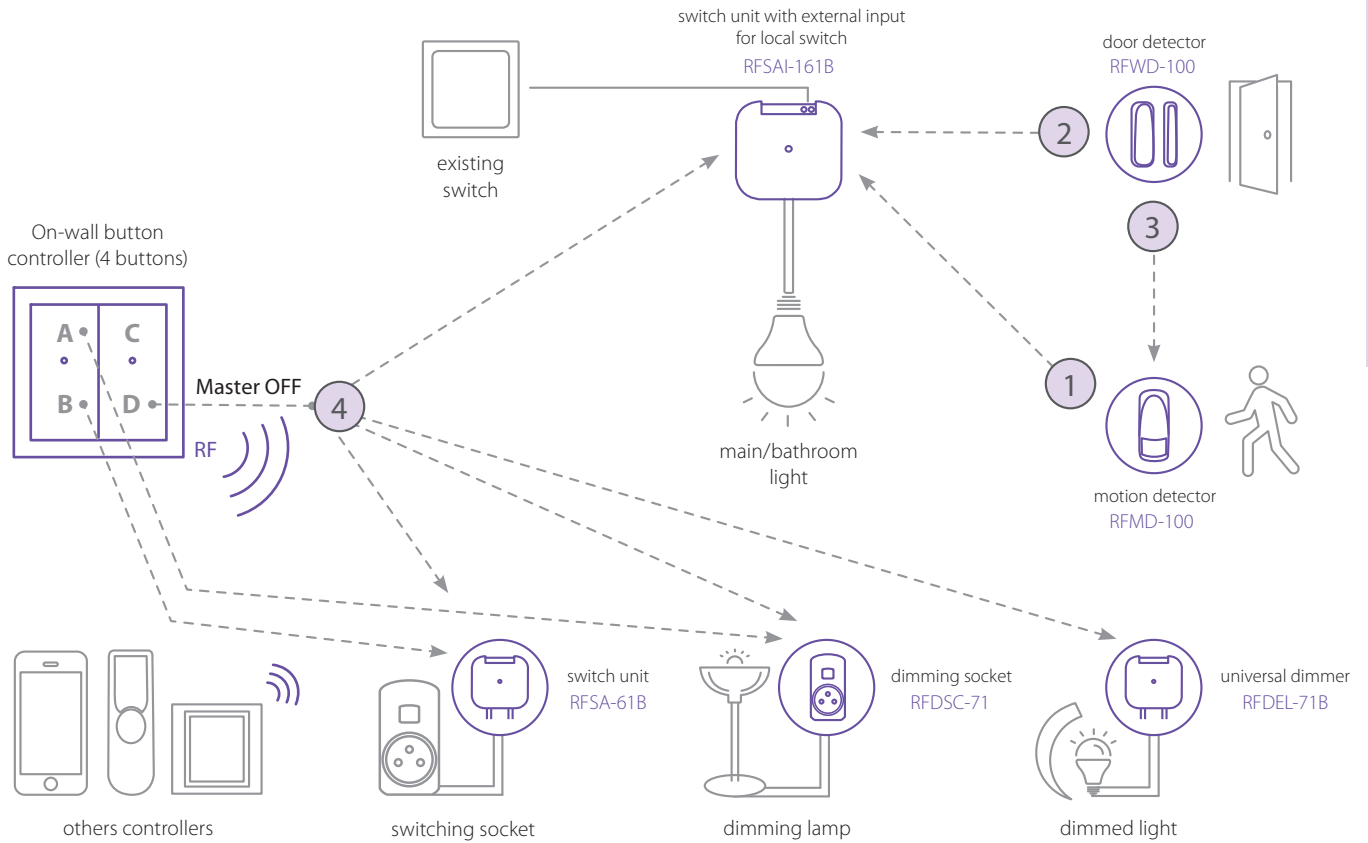 switch unit with external input
for local switch
RFSAI-161B
door detector
RFWD-100
2
existing
switch
3
On-wall button
controller (4 buttons)
A
C
B
D
Master OFF
RF
4
1
main/bathroom
light
motion detector
RFMD-100
switch unit
RFSA-61B
dimming socket
RFDSC-71
universal dimmer
RFDEL-71B
others controllers
switching socket
dimming lamp
dimmed light